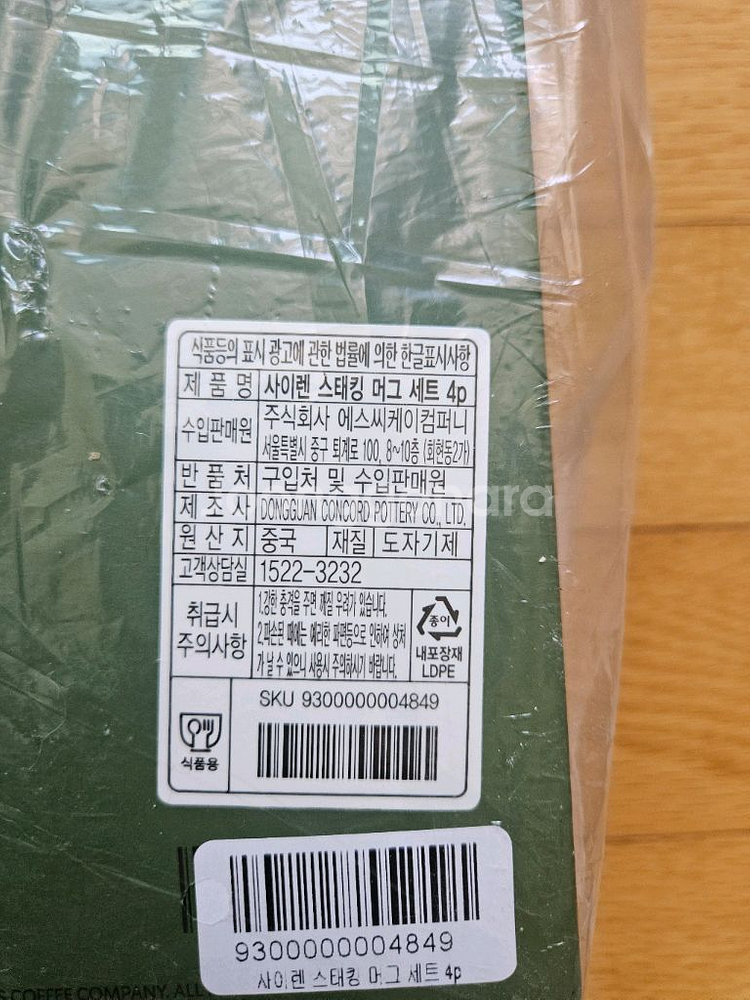 식품등의 표시 광고에 관한 법률에 의한 한글표시사항
제 품 명 사이렌 스태킹 머그 세트 4p
수입판매원 주식회사 에스씨케이컴퍼니
서울특별시 중구 퇴계로 100, 8~10층 (회현동2가)
반 품 처 구입처 및 수입판매원
제 조 사 DONGGUAN CONCORD POTTERY CO., LTD.
원 산 지 중국 재질 도자기제
고객상담실 1522-3232
취급시 주의사항
1.강한 충격을 주면 깨질 우려가 있습니다.
2.파손된 때에는 예리한 파편등으로 인하여 상처
가 날 수 있으니 사용시 주의하시기 바랍니다.
종이
내포장재
LDPE
SKU 9300000004849
식품용
9300000004849
사이렌 스태킹 머그 세트 4p
COFFEE COMPANY. ALL